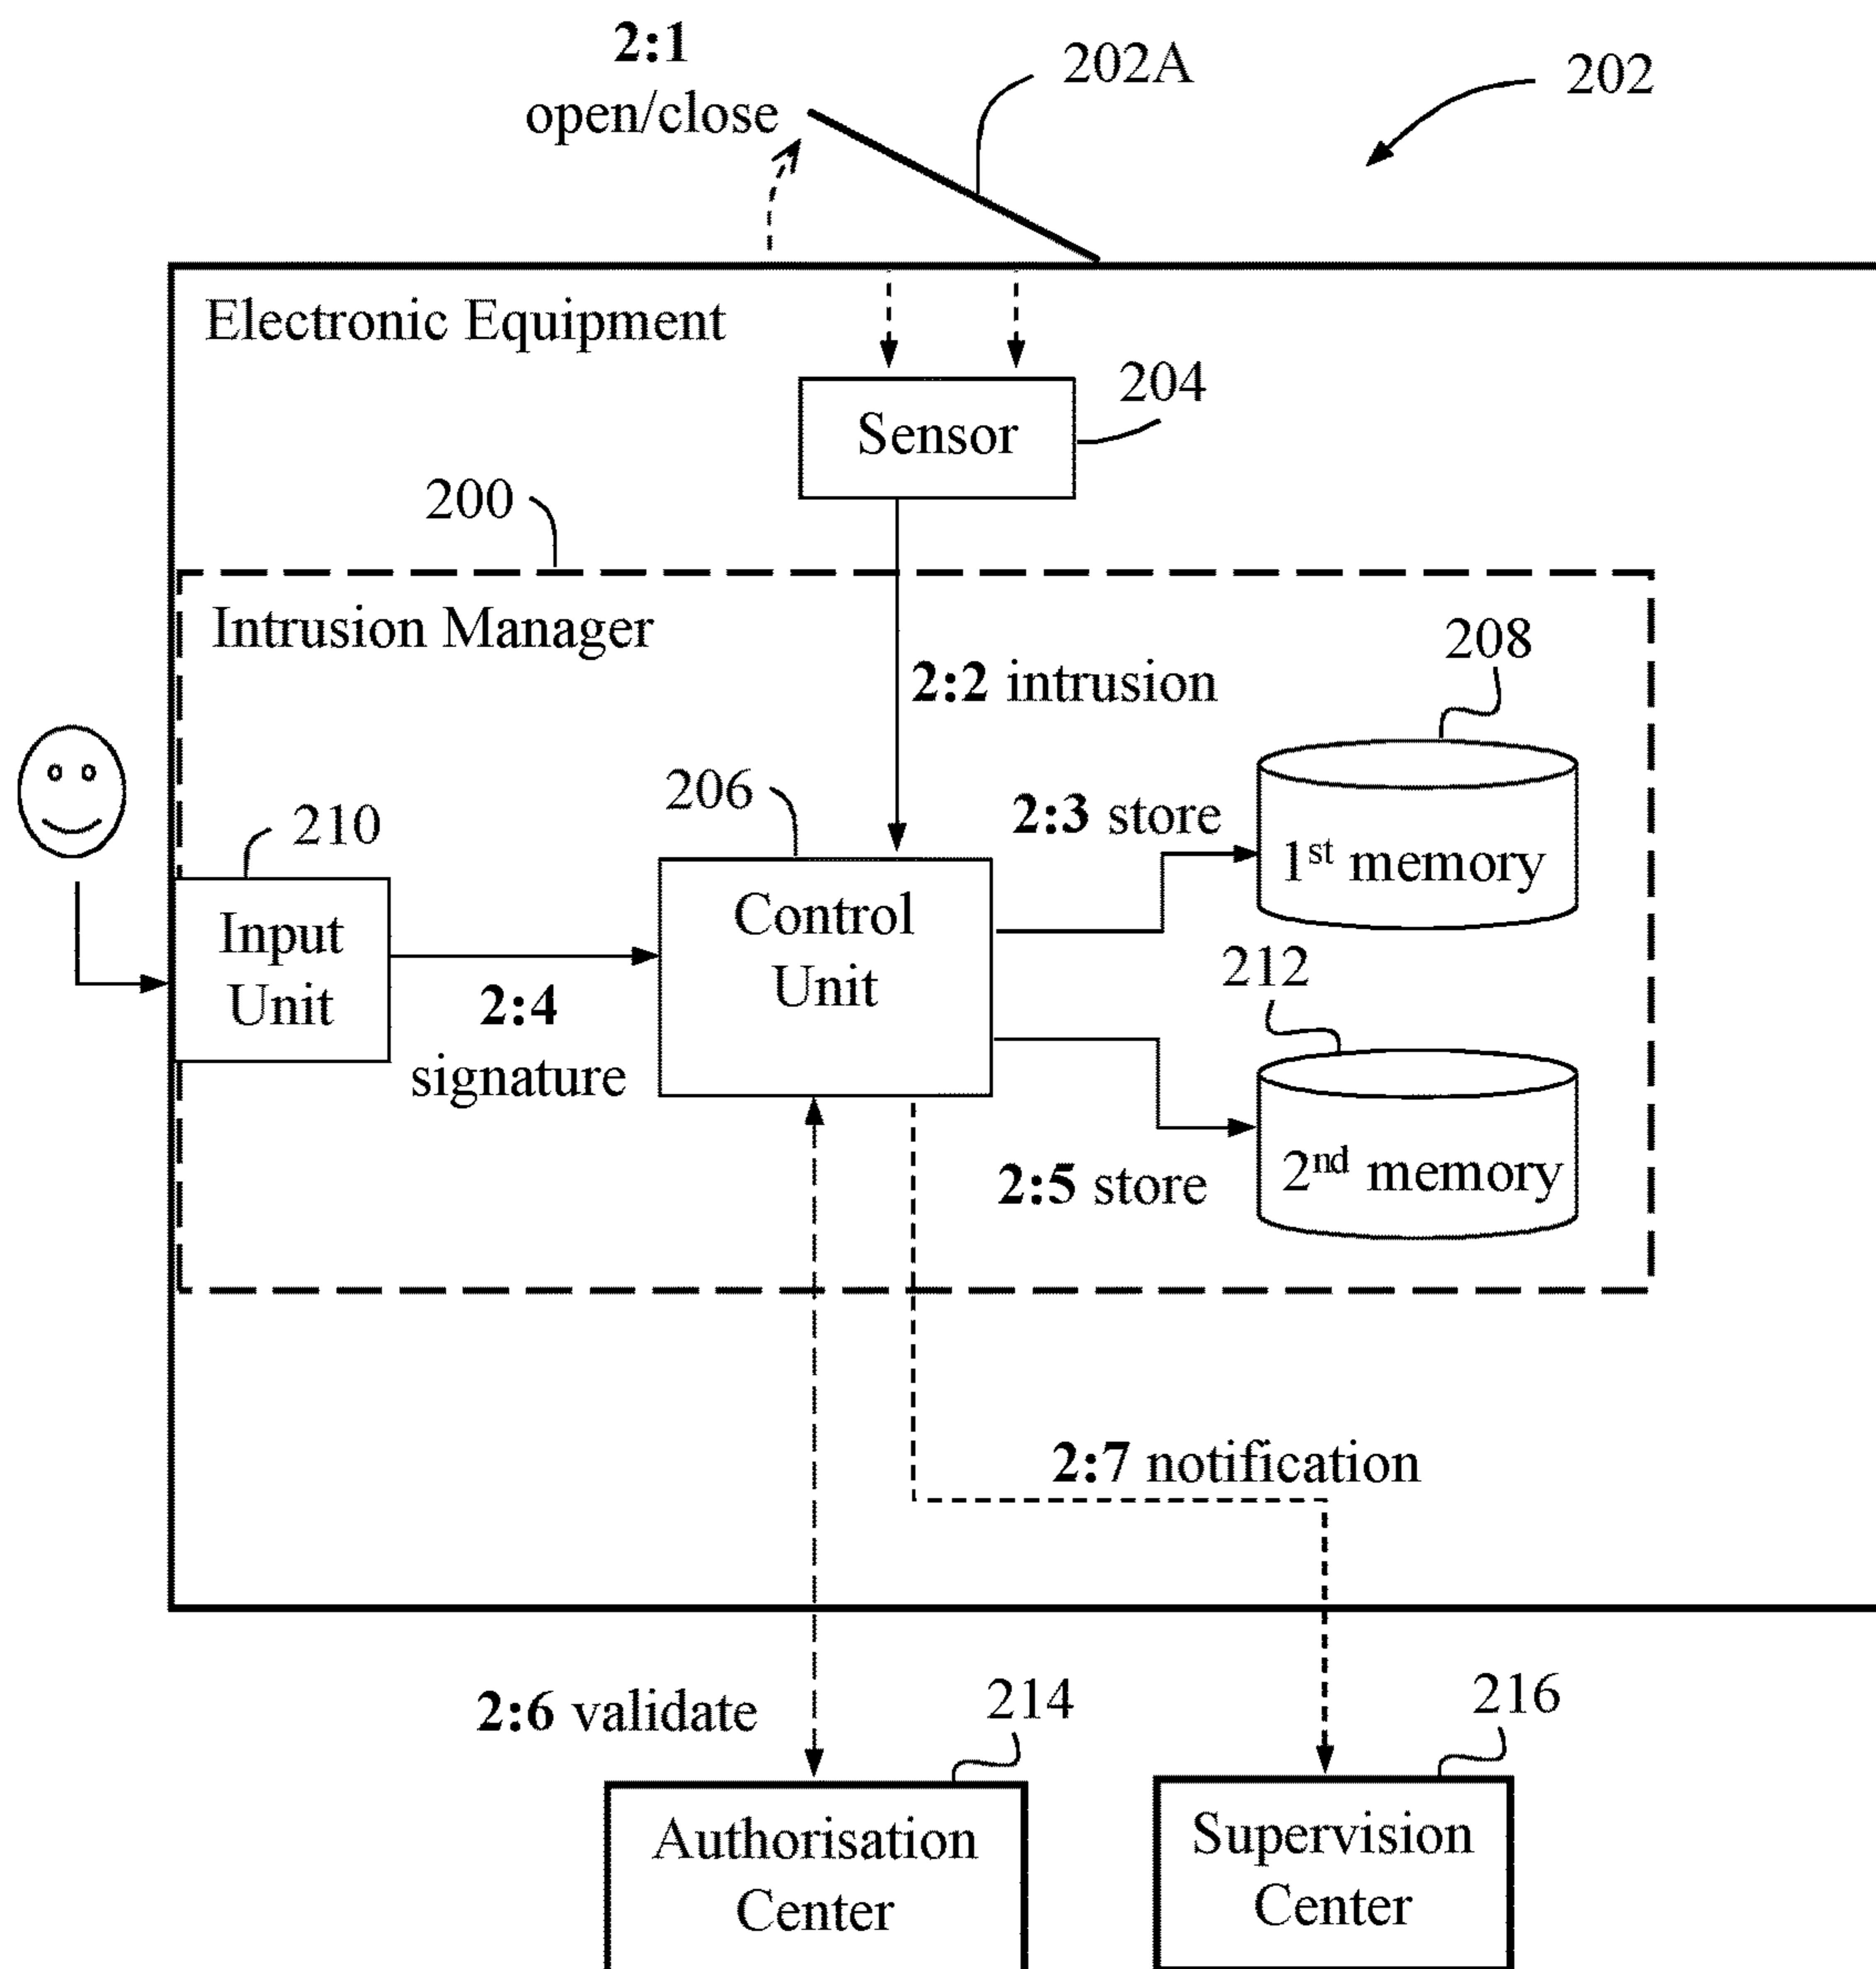 2:1
open/close
202A
202
Electronic Equipment
204
Sensor
200
Intrusion Manager
208
2:2 intrusion
206
2:3 store
1st memory
210
Control
Unit
Input
Unit
212
2:4
signature
2nd memory
2:5 store
2:7 notification
2:6 validate
214
216
Authorisation
Center
Supervision
Center